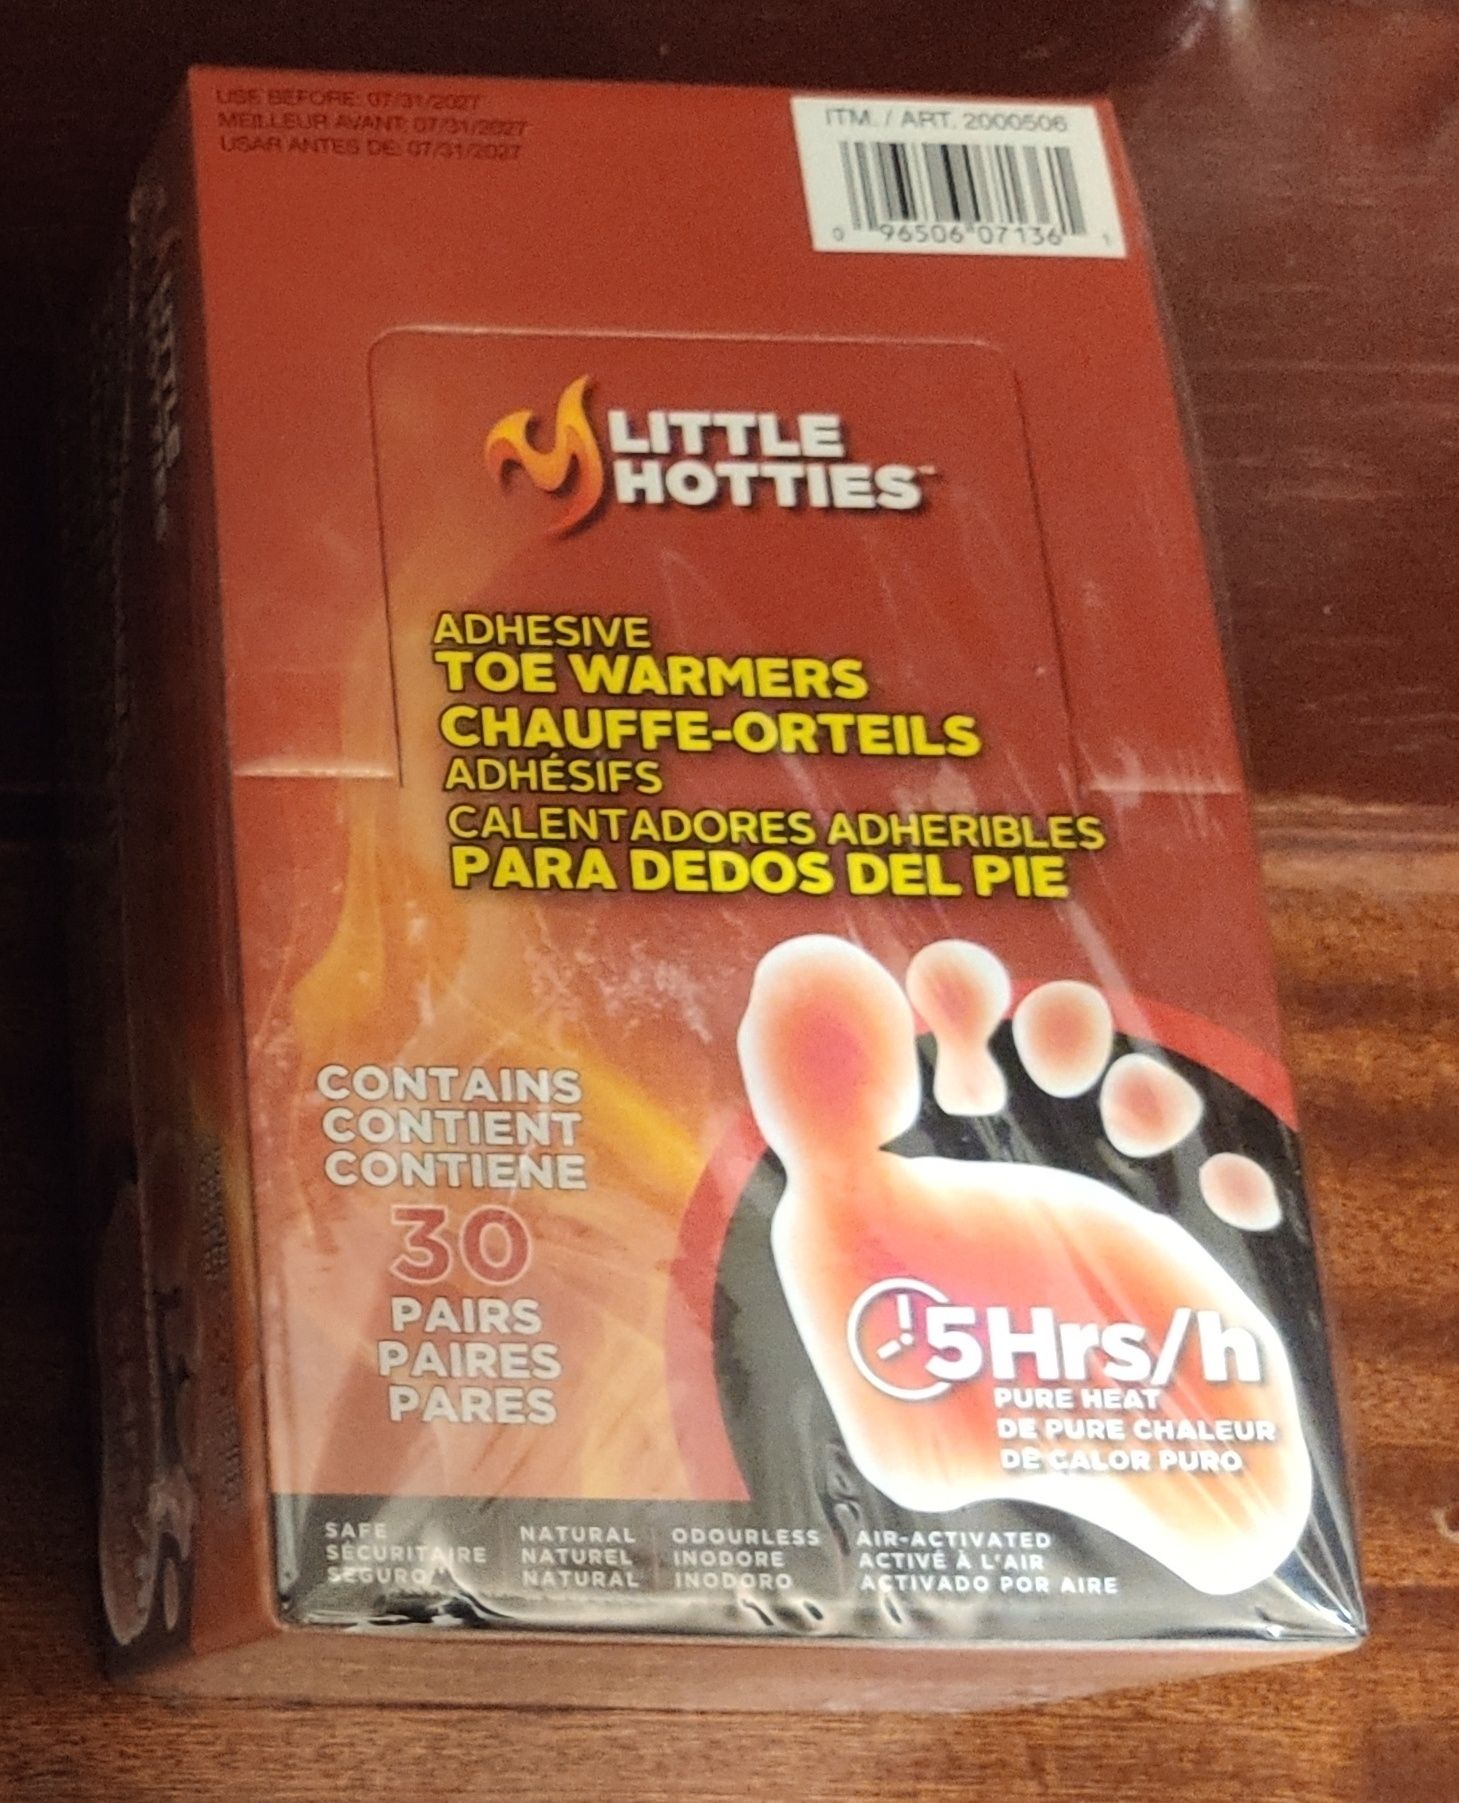 USE BEFORE: 07/31/2027
MEILLEUR AVANT: 07/31/2027
USAR ANTES DE: 07/31/2027
ITM. / ART. 2000506
0 96506 07136 1
LITTLE
HOTTIES™
ADHESIVE
TOE WARMERS
CHAUFFE-ORTEILS
ADHÉSIFS
CALENTADORES ADHERIBLES
PARA DEDOS DEL PIE
CONTAINS
CONTIENT
CONTIENE
30
PAIRS
PAIRES
PARES
5Hrs/h
PURE HEAT
DE PURE CHALEUR
DE CALOR PURO
SAFE
SÉCURITAIRE
SEGURO
NATURAL
NATUREL
NATURAL
ODOURLESS
INODORE
INODORO
AIR-ACTIVATED
ACTIVÉ À L'AIR
ACTIVADO POR AIRE